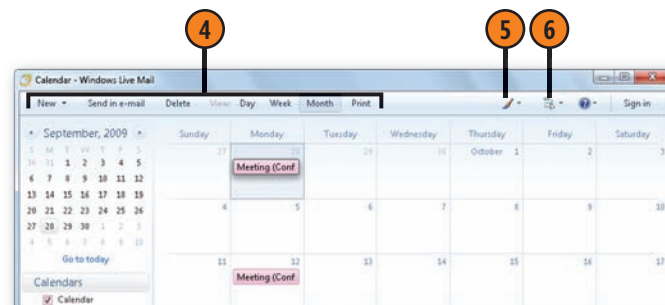 4 5 6
Calendar - Windows Live Mail
New Send in e-mail Delete View Day Week Month Print Sign in
September, 2009 Sunday Monday Tuesday Wednesday Thursday Friday Saturday
S M T W T F S 27 28 29 30 October 1 2 3
30 31 1 2 3 4 5 Meeting (Conf
6 7 8 9 10 11 12
13 14 15 16 17 18 19
20 21 22 23 24 25 26 4 5 6 7 8 9 10
27 28 29 30 1 2 3
4 5 6 7 8 9 10
Go to today 11 12 13 14 15 16 17
Calendars Meeting (Conf
Calendar